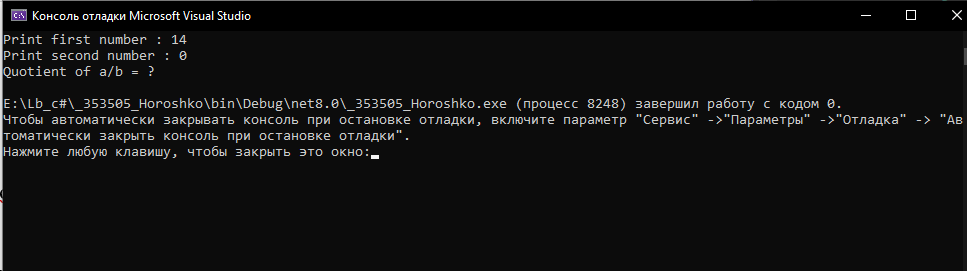 Консоль отладки Microsoft Visual Studio
Print first number : 14
Print second number : 0
Quotient of a/b = ?
E:\Lb_c#\_353505_Horoshko\bin\Debug\net8.0\_353505_Horoshko.exe (процесс 8248) завершил работу с кодом 0.
Чтобы автоматически закрывать консоль при остановке отладки, включите параметр "Сервис" ->"Параметры" ->"Отладка" -> "Ав
томатически закрыть консоль при остановке отладки".
Нажмите любую клавишу, чтобы закрыть это окно: